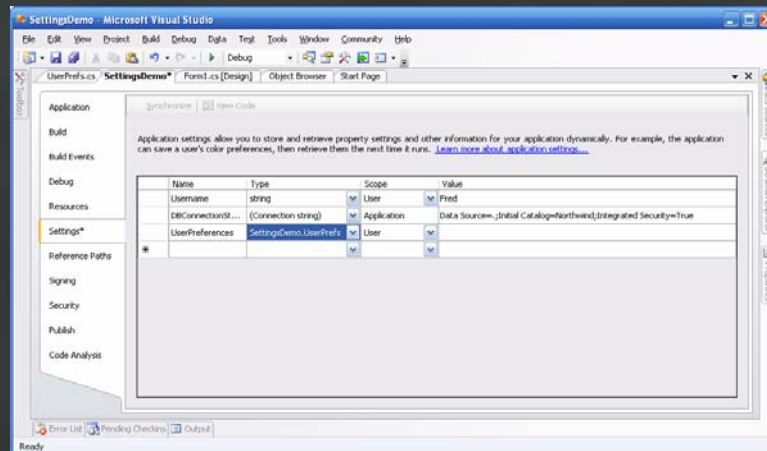 SettingsDemo - Microsoft Visual Studio
File Edit View Project Build Debug Data Test Tools Window Community Help
Debug
UserPrefs.cs SettingsDemo* Form1.cs [Design] Object Browser Start Page
Toolbox
Synchronize View Code
Application
Build
Build Events
Debug
Resources
Settings*
Reference Paths
Signing
Security
Publish
Code Analysis
Application settings allow you to store and retrieve property settings and other information for your application dynamically. For example, the application
can save a user's color preferences, then retrieve them the next time it runs. Learn more about application settings...
Name Type Scope Value
Username string User Fred
DBConnectionSt... (Connection string) Application Data Source=.;Initial Catalog=Northwind;Integrated Security=True
UserPreferences SettingsDemo.UserPrefs User
Error List Pending Checkins Output
Ready